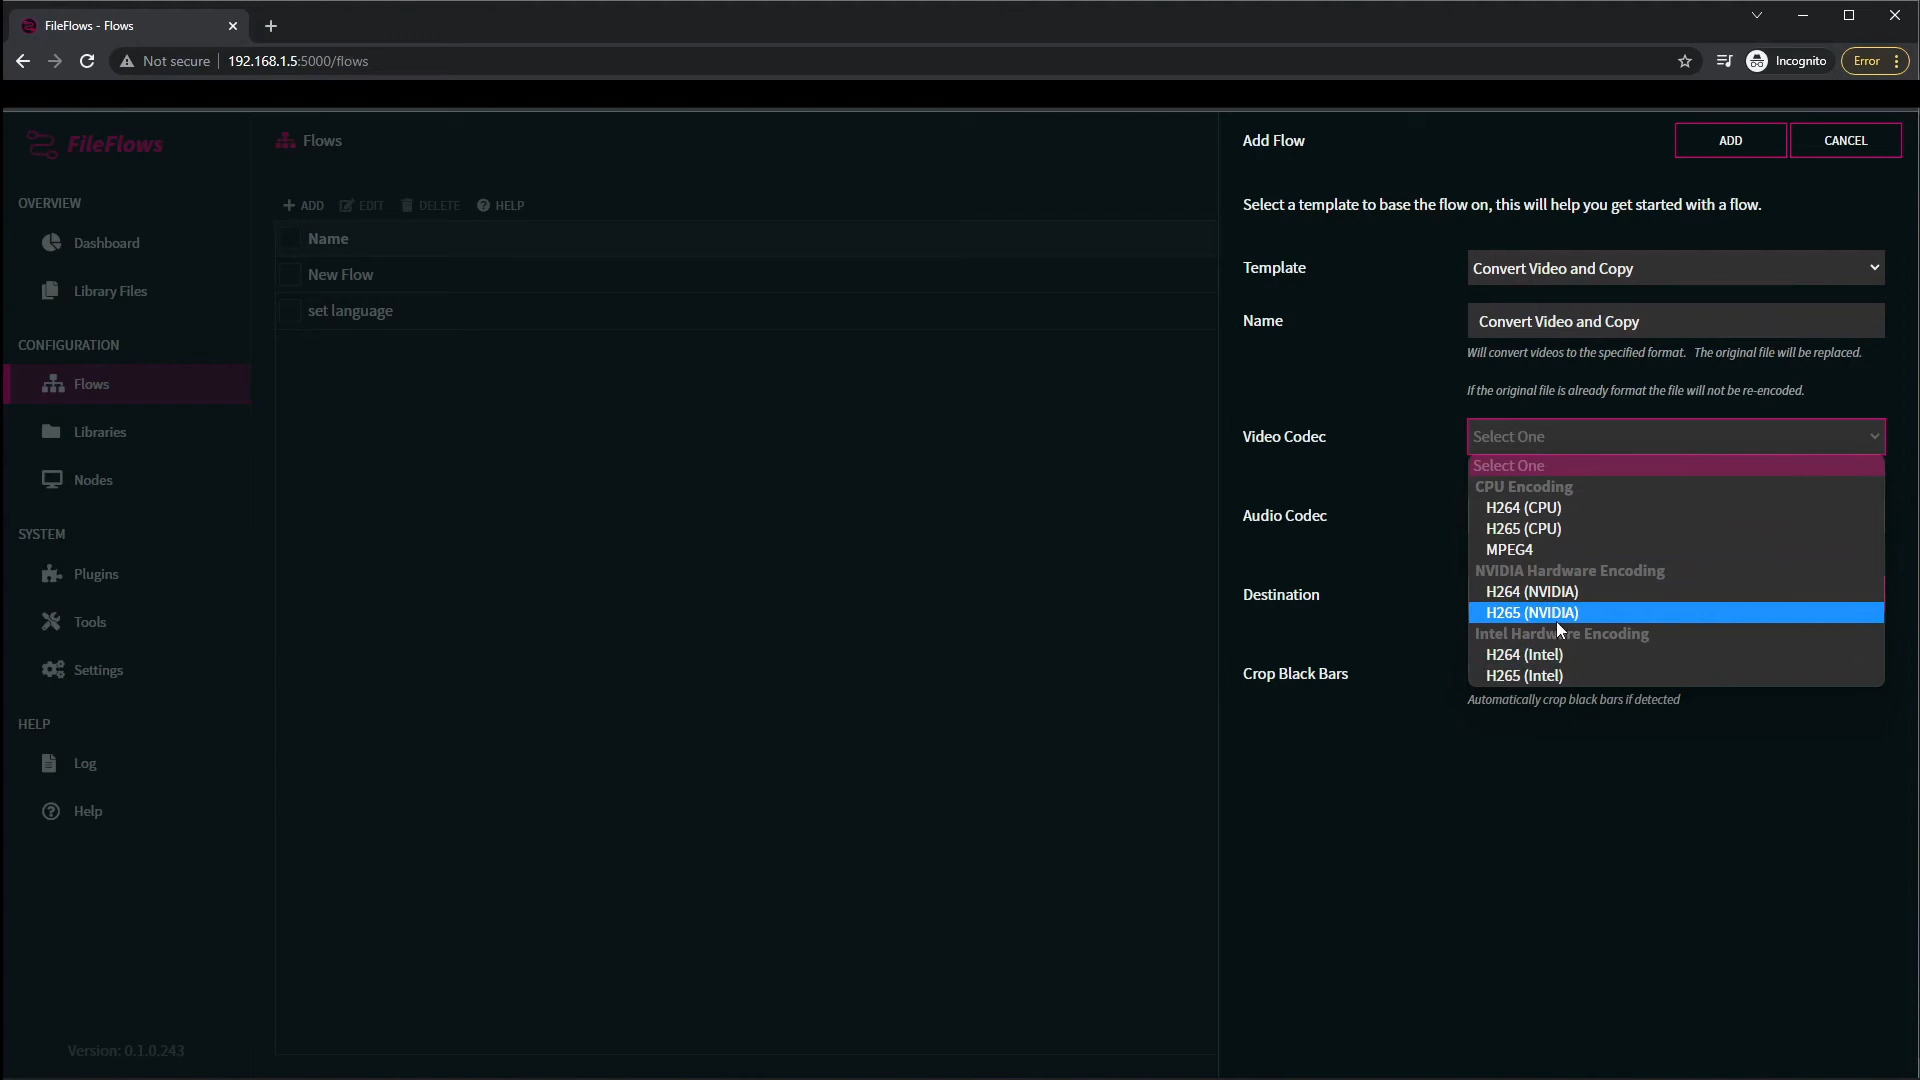 FileFlows - Flows
Not secure
192.168.1.5:5000/flows
Incognito
Error
FileFlows
OVERVIEW
Dashboard
Library Files
CONFIGURATION
Flows
Libraries
Nodes
SYSTEM
Plugins
Tools
Settings
HELP
Log
Help
Version: 0.1.0.243
Flows
ADD
EDIT
DELETE
HELP
Name
New Flow
set language
Add Flow
ADD
CANCEL
Select a template to base the flow on, this will help you get started with a flow.
Template
Convert Video and Copy
Name
Convert Video and Copy
Will convert videos to the specified format. The original file will be replaced.
If the original file is already format the file will not be re-encoded.
Video Codec
Select One
Select One
CPU Encoding
H264 (CPU)
H265 (CPU)
MPEG4
NVIDIA Hardware Encoding
H264 (NVIDIA)
H265 (NVIDIA)
Intel Hardware Encoding
H264 (Intel)
H265 (Intel)
Audio Codec
Destination
Crop Black Bars
Automatically crop black bars if detected